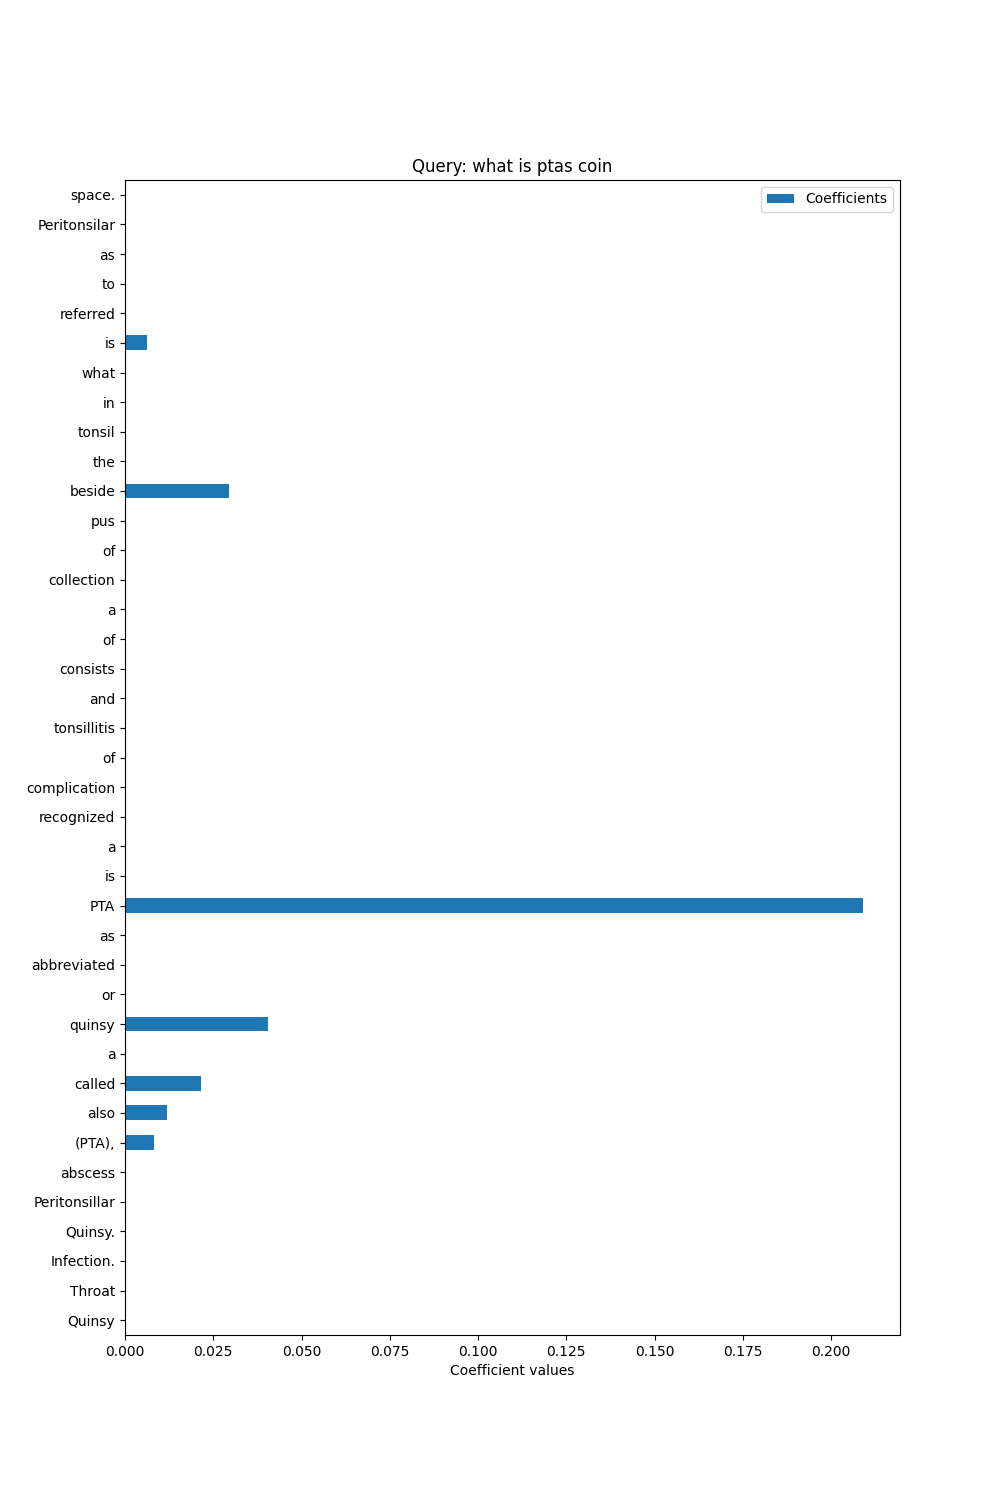 Query: what is ptas coin
Coefficients
space.
Peritonsilar
as
to
referred
is
what
in
tonsil
the
beside
pus
of
collection
a
of
consists
and
tonsillitis
of
complication
recognized
a
is
PTA
as
abbreviated
or
quinsy
a
called
also
(PTA),
abscess
Peritonsillar
Quinsy.
Infection.
Throat
Quinsy
0.000 0.025 0.050 0.075 0.100 0.125 0.150 0.175 0.200
Coefficient values